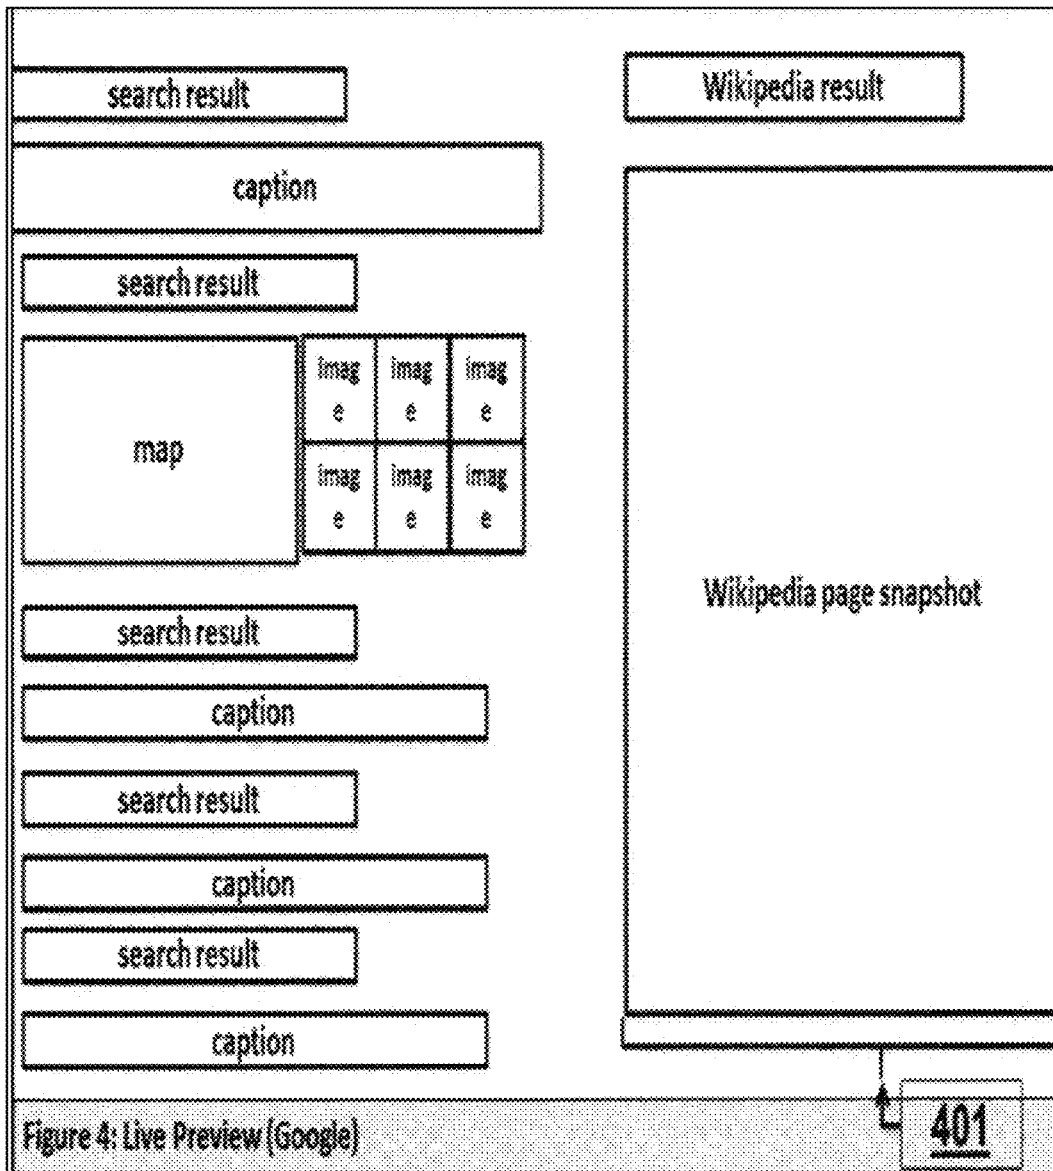 search result
caption
search result
map
imag
e
imag
e
imag
e
imag
e
imag
e
imag
e
search result
caption
search result
caption
search result
caption
Wikipedia result
Wikipedia page snapshot
401
Figure 4: Live Preview (Google)